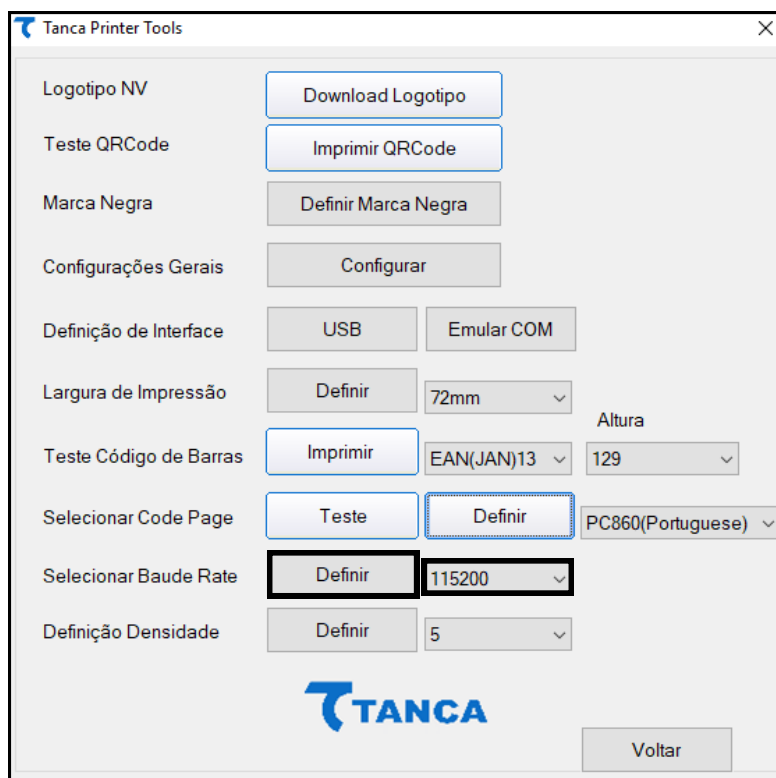 Tanca Printer Tools
Logotipo NV Download Logotipo
Teste QRCode Imprimir QRCode
Marca Negra Definir Marca Negra
Configurações Gerais Configurar
Definição de Interface USB Emular COM
Largura de Impressão Definir 72mm
Altura
Teste Código de Barras Imprimir EAN(JAN)13 129
Selecionar Code Page Teste Definir PC860(Portuguese)
Selecionar Baude Rate Definir 115200
Definição Densidade Definir 5
TANCA
Voltar